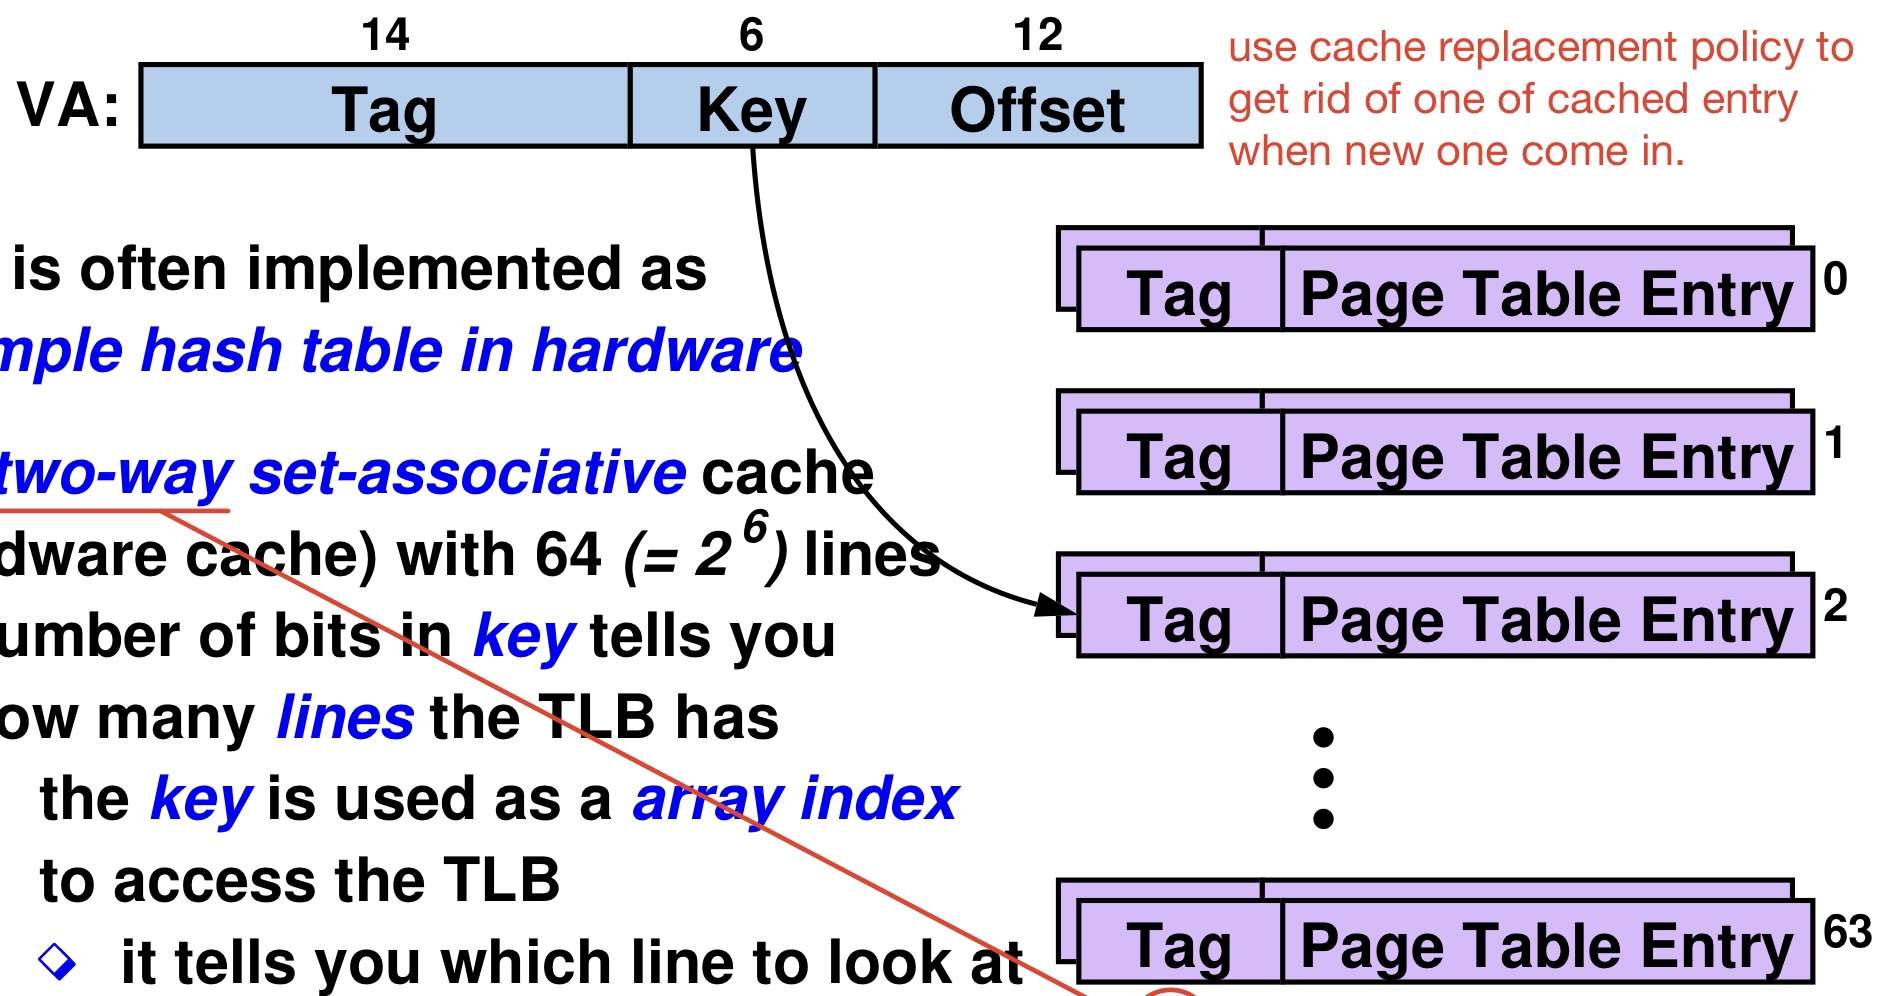 14 6 12
VA: Tag Key Offset
use cache replacement policy to
get rid of one of cached entry
when new one come in.
is often implemented as
mple hash table in hardware
two-way set-associative cache
dware cache) with 64 (= 2^6) lines
umber of bits in key tells you
ow many lines the TLB has
the key is used as a array index
to access the TLB
it tells you which line to look at
Tag Page Table Entry 0
Tag Page Table Entry 1
Tag Page Table Entry 2
Tag Page Table Entry 63